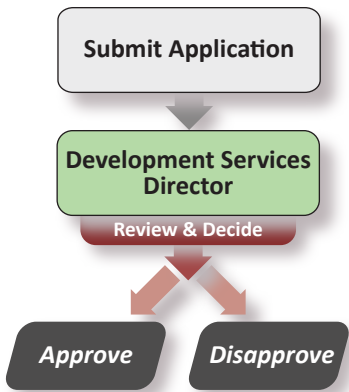 Submit Application
Development Services
Director
Review & Decide
Approve
Disapprove